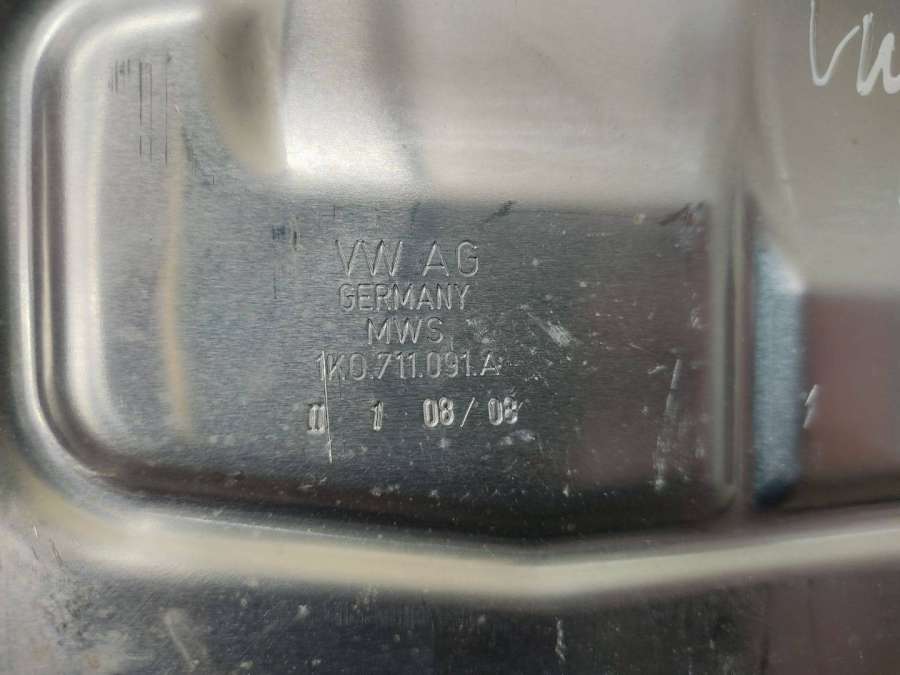 VW AG
GERMANY
MWS
1K0.711.091.A
1 08/08